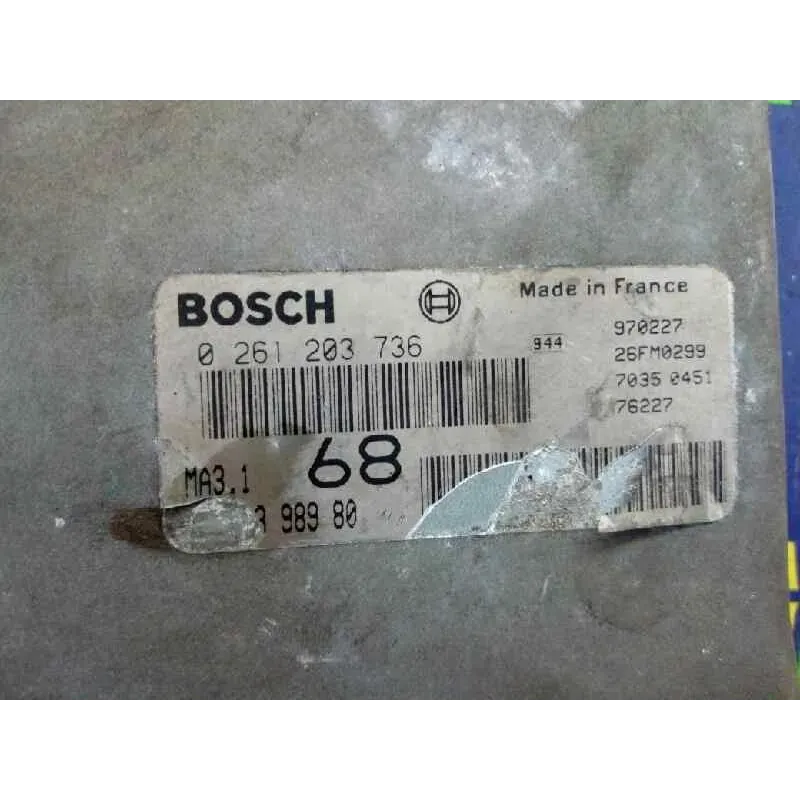 BOSCH
Made in France
0 261 203 736
944
970227
26FM0299
7035 0451
76227
68
MA3.1
3 989 80